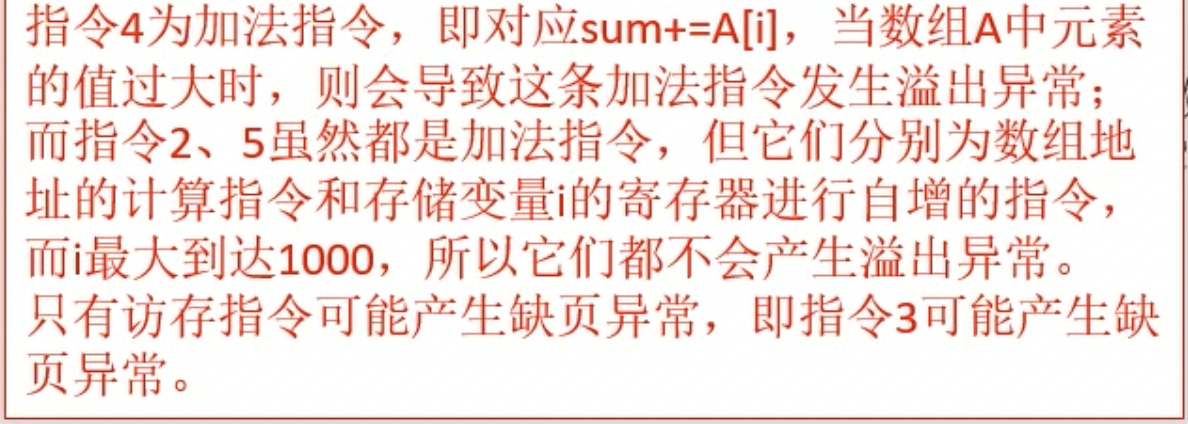 指令4为加法指令，即对应sum+=A[i]，当数组A中元素
的值过大时，则会导致这条加法指令发生溢出异常；
而指令2、5虽然都是加法指令，但它们分别为数组地
址的计算指令和存储变量i的寄存器进行自增的指令，
而i最大到达1000，所以它们都不会产生溢出异常。
只有访存指令可能产生缺页异常，即指令3可能产生缺
页异常。